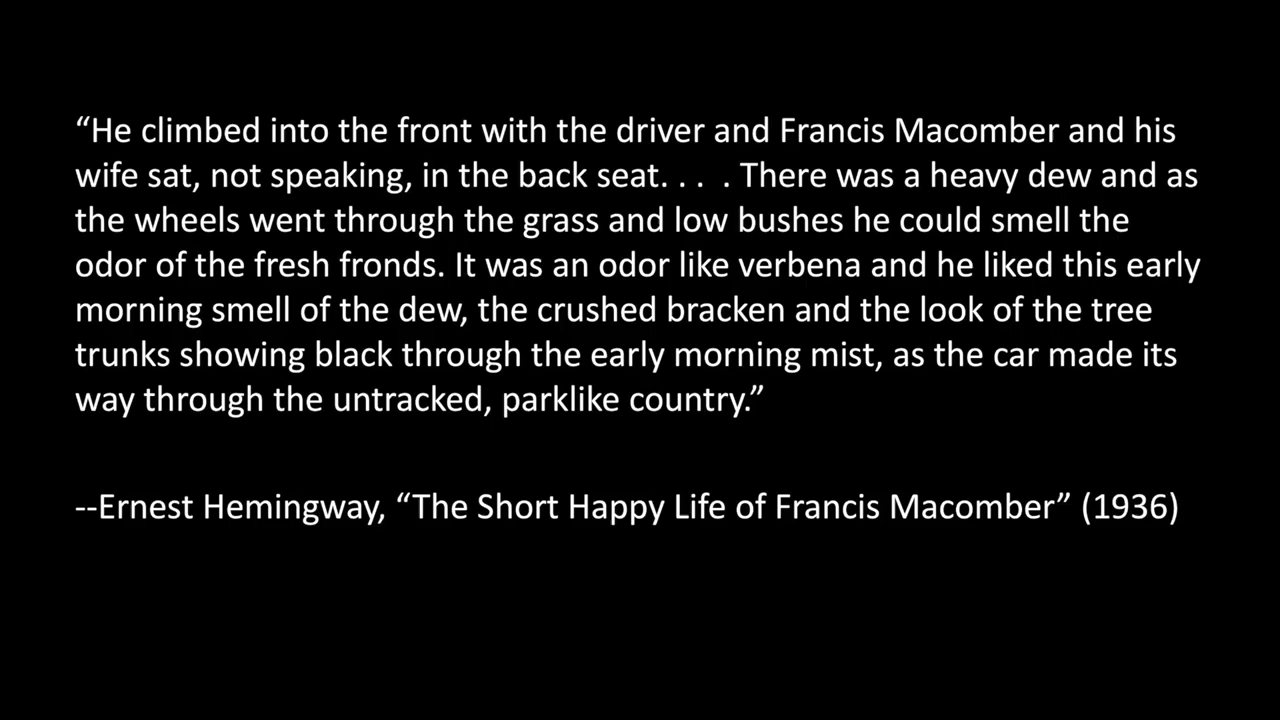 “He climbed into the front with the driver and Francis Macomber and his
wife sat, not speaking, in the back seat. . . .  There was a heavy dew and as
the wheels went through the grass and low bushes he could smell the
odor of the fresh fronds. It was an odor like verbena and he liked this early
morning smell of the dew, the crushed bracken and the look of the tree
trunks showing black through the early morning mist, as the car made its
way through the untracked, parklike country.”
--Ernest Hemingway, “The Short Happy Life of Francis Macomber” (1936)